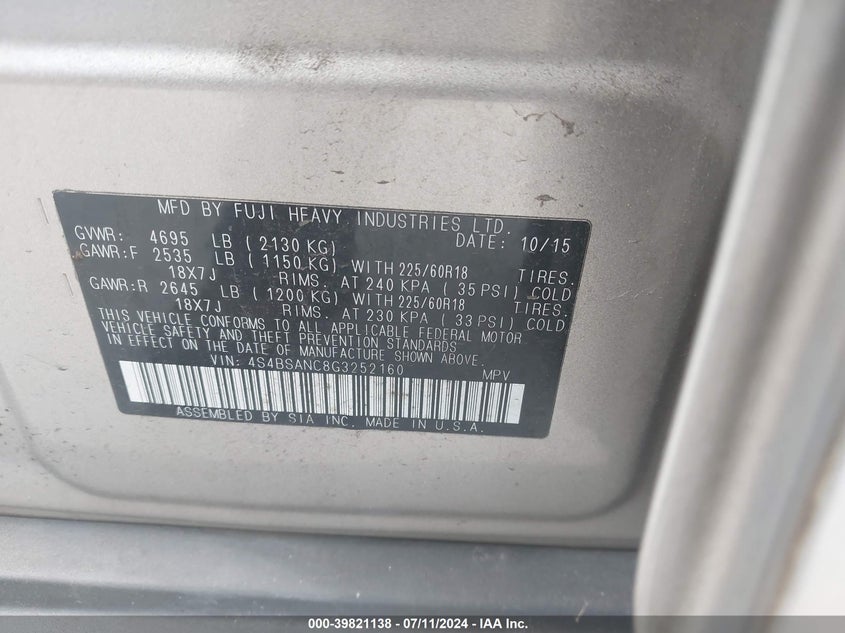 MFD BY FUJI HEAVY INDUSTRIES LTD.
GVWR: 4695 LB (2130 KG) DATE: 10/15
GAWR:F 2535 LB (1150 KG) WITH 225/60R18 TIRES.
18X7J RIMS. AT 240 KPA (35 PSI) COLD
GAWR:R 2645 LB (1200 KG) WITH 225/60R18 TIRES.
18X7J RIMS. AT 230 KPA (33 PSI) COLD
THIS VEHICLE CONFORMS TO ALL APPLICABLE FEDERAL MOTOR
VEHICLE SAFETY AND THEFT PREVENTION STANDARDS
IN EFFECT ON THE DATE OF MANUFACTURE SHOWN ABOVE.
VIN: 4S4BSANC8G3252160 MPV
ASSEMBLED BY SIA INC. MADE IN U.S.A.
000-39821138 - 07/11/2024 - IAA Inc.